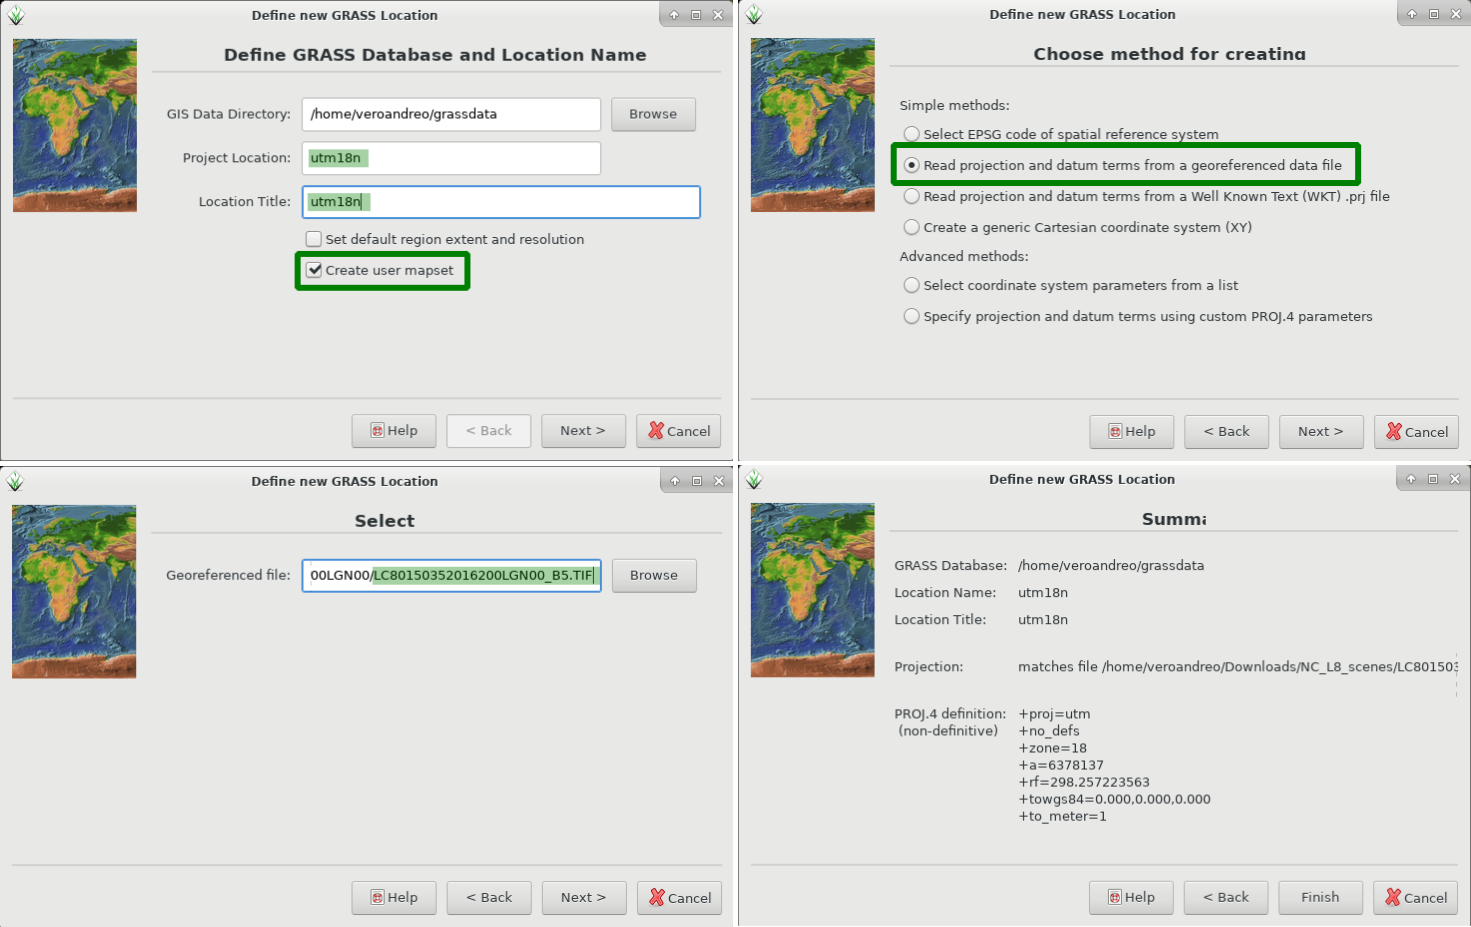 Define new GRASS Location
Define GRASS Database and Location Name
GIS Data Directory: /home/veroandreo/grassdata Browse
Project Location: utm18n
Location Title: utm18n
Set default region extent and resolution
Create user mapset
Help < Back Next > Cancel
Define new GRASS Location
Choose method for creating
Simple methods:
Select EPSG code of spatial reference system
Read projection and datum terms from a georeferenced data file
Read projection and datum terms from a Well Known Text (WKT) .prj file
Create a generic Cartesian coordinate system (XY)
Advanced methods:
Select coordinate system parameters from a list
Specify projection and datum terms using custom PROJ.4 parameters
Help < Back Next > Cancel
Define new GRASS Location
Select
Georeferenced file: 00LGN00/LC80150352016200LGN00_B5.TIF Browse
Help < Back Next > Cancel
Define new GRASS Location
Summa
GRASS Database: /home/veroandreo/grassdata
Location Name: utm18n
Location Title: utm18n
Projection: matches file /home/veroandreo/Downloads/NC_L8_scenes/LC801503
PROJ.4 definition: +proj=utm
(non-definitive) +no_defs
+zone=18
+a=6378137
+rf=298.257223563
+towgs84=0.000,0.000,0.000
+to_meter=1
Help < Back Finish Cancel